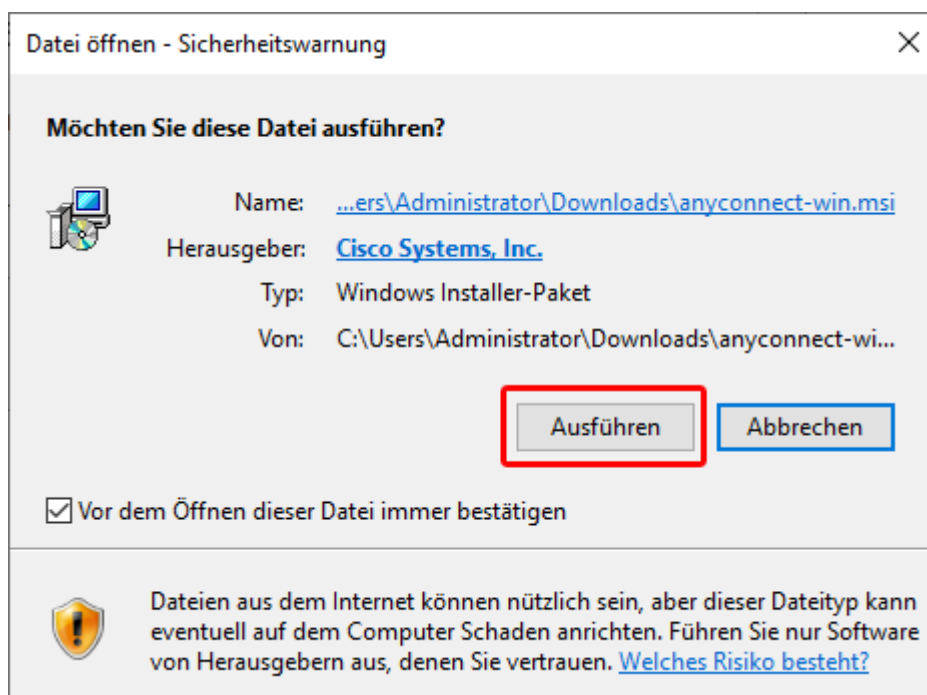 Datei öffnen - Sicherheitswarnung
Möchten Sie diese Datei ausführen?
Name: ...ers\Administrator\Downloads\anyconnect-win.msi
Herausgeber: Cisco Systems, Inc.
Typ: Windows Installer-Paket
Von: C:\Users\Administrator\Downloads\anyconnect-wi...
Ausführen Abbrechen
Vor dem Öffnen dieser Datei immer bestätigen
Dateien aus dem Internet können nützlich sein, aber dieser Dateityp kann
eventuell auf dem Computer Schaden anrichten. Führen Sie nur Software
von Herausgebern aus, denen Sie vertrauen. Welches Risiko besteht?